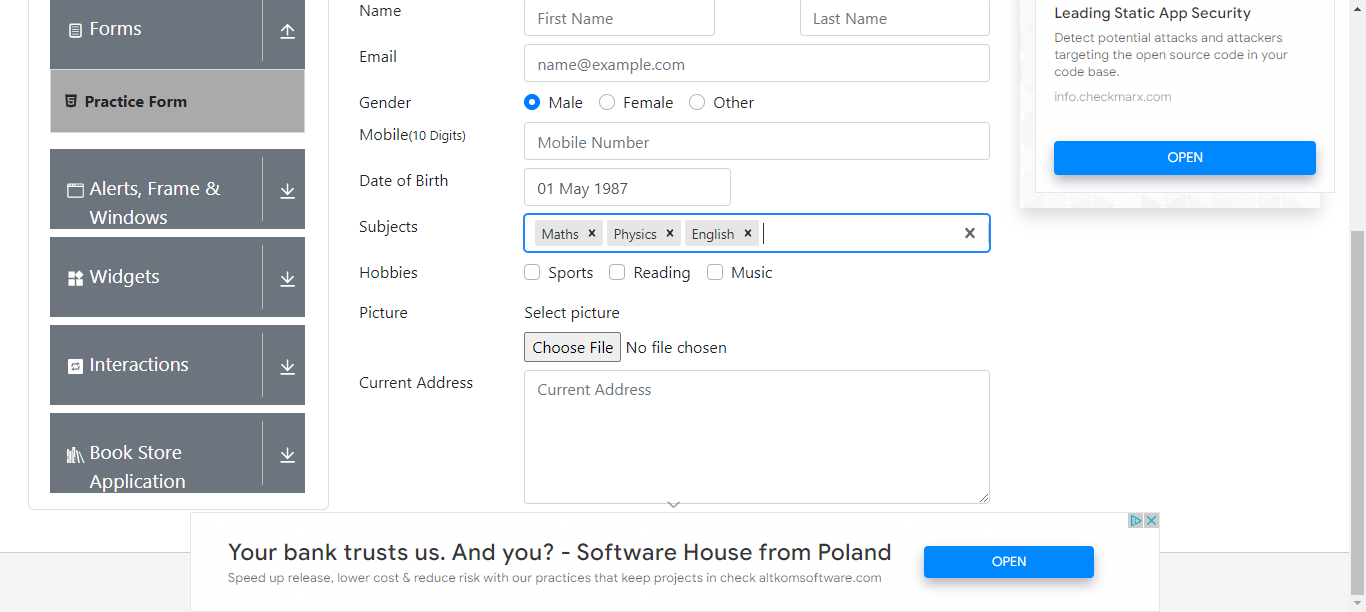 Forms
Practice Form
Alerts, Frame &
Windows
Widgets
Interactions
Book Store
Application
Name
First Name
Last Name
Email
name@example.com
Gender
Male
Female
Other
Mobile(10 Digits)
Mobile Number
Date of Birth
01 May 1987
Subjects
Maths
Physics
English
Hobbies
Sports
Reading
Music
Picture
Select picture
Choose File No file chosen
Current Address
Current Address
Leading Static App Security
Detect potential attacks and attackers
targeting the open source code in your
code base.
info.checkmarx.com
OPEN
Your bank trusts us. And you? - Software House from Poland
Speed up release, lower cost & reduce risk with our practices that keep projects in check altkomsoftware.com
OPEN